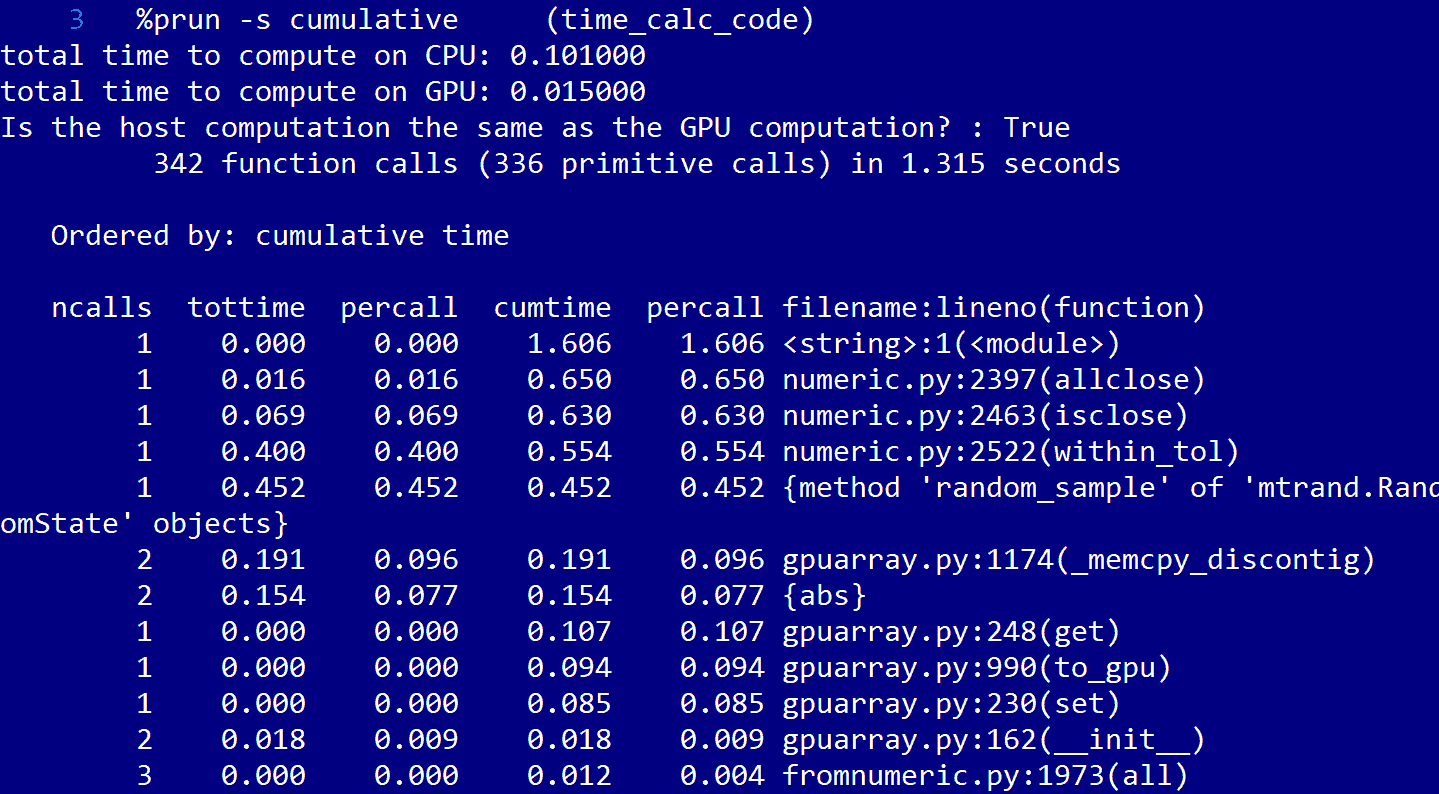 3   %prun -s cumulative     (time_calc_code)
total time to compute on CPU: 0.101000
total time to compute on GPU: 0.015000
Is the host computation the same as the GPU computation? : True
         342 function calls (336 primitive calls) in 1.315 seconds
   Ordered by: cumulative time
   ncalls  tottime  percall  cumtime  percall filename:lineno(function)
        1    0.000    0.000    1.606    1.606 <string>:1(<module>)
        1    0.016    0.016    0.650    0.650 numeric.py:2397(allclose)
        1    0.069    0.069    0.630    0.630 numeric.py:2463(isclose)
        1    0.400    0.400    0.554    0.554 numeric.py:2522(within_tol)
        1    0.452    0.452    0.452    0.452 {method 'random_sample' of 'mtrand.Rand
omState' objects}
        2    0.191    0.096    0.191    0.096 gpuarray.py:1174(_memcpy_discontig)
        2    0.154    0.077    0.154    0.077 {abs}
        1    0.000    0.000    0.107    0.107 gpuarray.py:248(get)
        1    0.000    0.000    0.094    0.094 gpuarray.py:990(to_gpu)
        1    0.000    0.000    0.085    0.085 gpuarray.py:230(set)
        2    0.018    0.009    0.018    0.009 gpuarray.py:162(__init__)
        3    0.000    0.000    0.012    0.004 fromnumeric.py:1973(all)